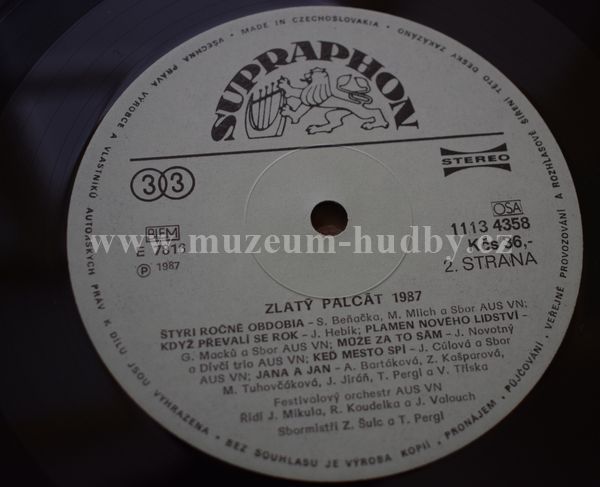 SUPRAPHON
VŠECHNA PRÁVA VÝROBCE A VLASTNÍKŮ AUTORSKÝCH PRÁV K DÍLU JSOU VYHRAZENA • BEZ SOUHLASU JE VÝROBA KOPIÍ • PRONÁJEM • PŮJČOVÁNÍ • VEŘEJNÉ PROVOZOVÁNÍ A ROZHLASOVÉ ŠÍŘENÍ TÉTO DESKY ZAKÁZÁNO • MADE IN CZECHOSLOVAKIA •
33
STEREO
BIEM
E 7813
Ⓟ 1987
OSA
1113 4358
Kčs 36,-
2. STRANA
www.muzeum-hudby.cz
ZLATÝ PALCÁT 1987
ŠTYRI ROČNÉ OBDOBIA - S. Beňačka, M. Mlich a Sbor AUS VN;
KDYŽ PŘEVALÍ SE ROK - J. Hebik; PLAMEN NOVÉHO LIDSTVÍ -
G. Macků a Sbor AUS VN; MŮŽE ZA TO SÁM - J. Novotný
a Dívčí trio AUS VN; KEĎ MESTO SPÍ - J. Cúlová a Sbor
AUS VN; JANA A JAN - A. Bartáková, Z. Kašparová,
M. Tuhovčáková, J. Jiráň, T. Pergl a V. Tříska
Festivalový orchestr AUS VN
Řídí J. Mikula, R. Koudelka a J. Valouch
Sbormistři Z. Šulc a T. Pergl